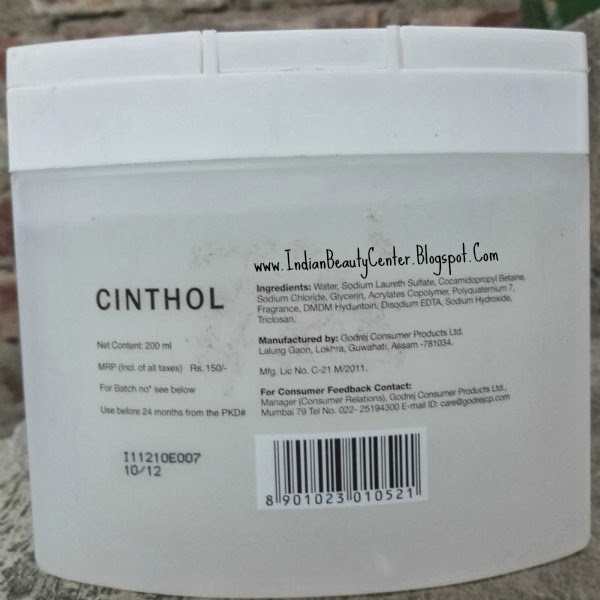 www.IndianBeautyCenter.Blogspot.Com
CINTHOL
Net Content: 200 ml
MRP (Incl. of all taxes) Rs. 150/-
For Batch no* see below
Use before 24 months from the PKD#
I11210E007
10/12
Ingredients: Water, Sodium Laureth Sulfate, Cocamidopropyl Betaine,
Sodium Chloride, Glycerin, Acrylates Copolymer, Polyquaternium 7,
Fragrance, DMDM Hydantoin, Disodium EDTA, Sodium Hydroxide,
Triclosan.
Manufactured by: Godrej Consumer Products Ltd.
Lalung Gaon, Lokhra, Guwahati, Assam -781034.
Mfg. Lic No. C-21 M/2011.
For Consumer Feedback Contact:
Manager (Consumer Relations), Godrej Consumer Products Ltd.,
Mumbai 79 Tel No. 022- 25194300 E-mail ID: care@godrejcp.com
8 901023 010521